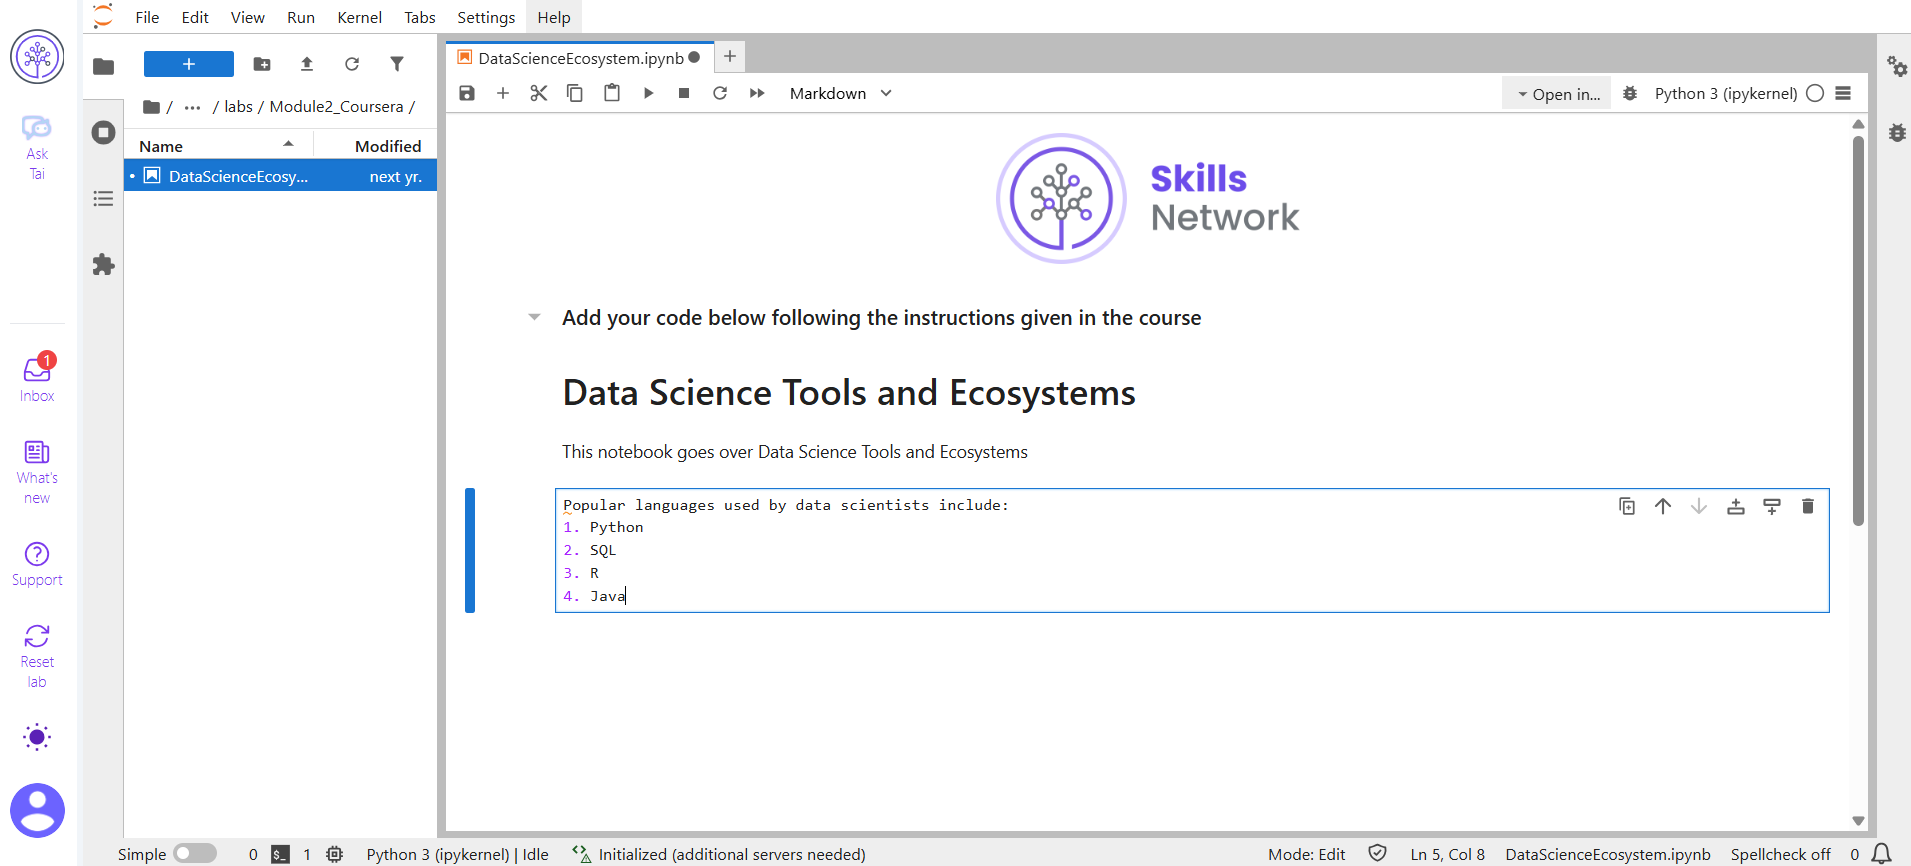 File Edit View Run Kernel Tabs Settings Help
Ask
Tai
1
Inbox
What's
new
Support
Reset
lab
/ ... / labs / Module2_Coursera /
Name Modified
DataScienceEcosy... next yr.
DataScienceEcosystem.ipynb
Markdown
Open in...
Python 3 (ipykernel)
Skills
Network
Add your code below following the instructions given in the course
Data Science Tools and Ecosystems
This notebook goes over Data Science Tools and Ecosystems
Popular languages used by data scientists include:
1. Python
2. SQL
3. R
4. Java
Simple 0 $_ 1 Python 3 (ipykernel) | Idle Initialized (additional servers needed) Mode: Edit Ln 5, Col 8 DataScienceEcosystem.ipynb Spellcheck off 0